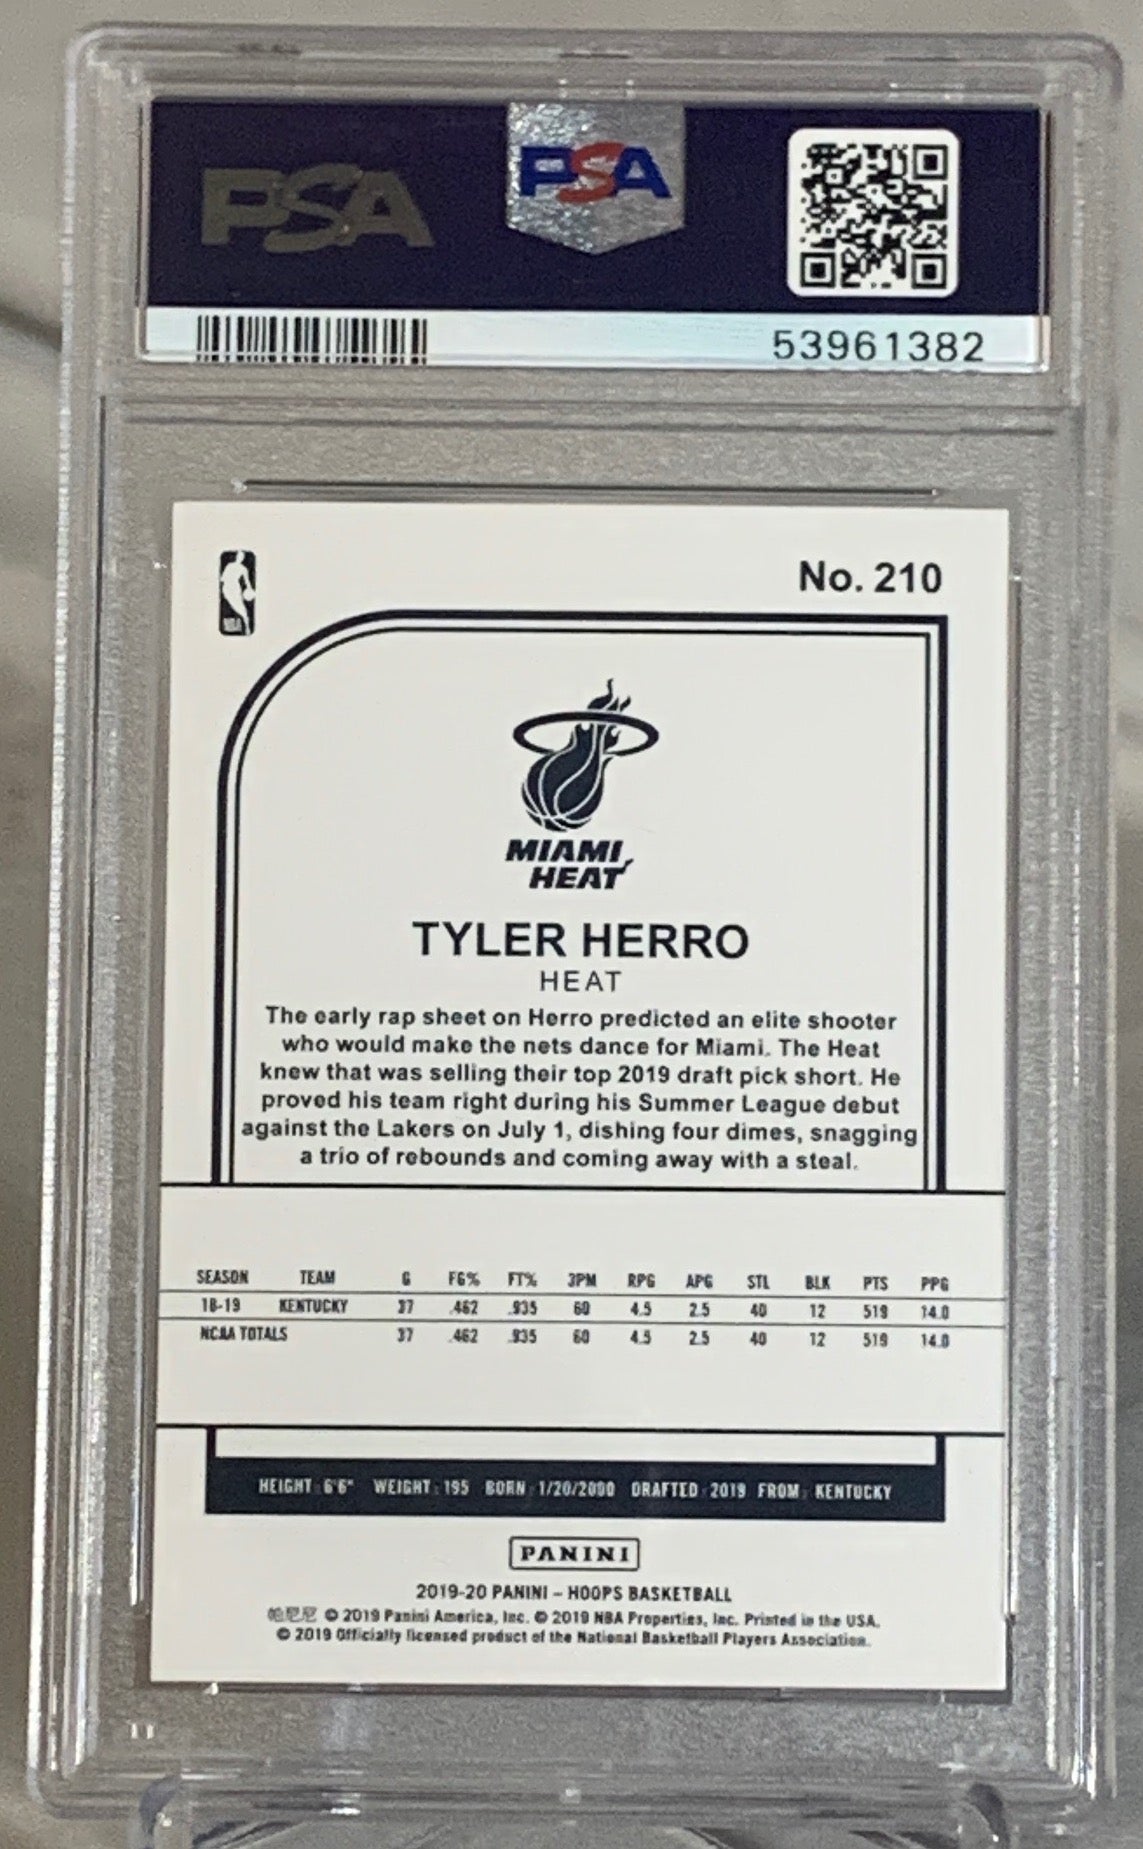 PSA PSA
53961382
No. 210
NBA
MIAMI
HEAT
TYLER HERRO
HEAT
The early rap sheet on Herro predicted an elite shooter
who would make the nets dance for Miami. The Heat
knew that was selling their top 2019 draft pick short. He
proved his team right during his Summer League debut
against the Lakers on July 1, dishing four dimes, snagging
a trio of rebounds and coming away with a steal.
SEASON TEAM G FG% FT% 3PM RPG APG STL BLK PTS PPG
18-19 KENTUCKY 37 .462 .935 60 4.5 2.5 40 12 519 14.0
NCAA TOTALS 37 .462 .935 60 4.5 2.5 40 12 519 14.0
HEIGHT: 6'6" WEIGHT: 195 BORN: 1/20/2000 DRAFTED: 2019 FROM: KENTUCKY
PANINI
2019-20 PANINI – HOOPS BASKETBALL
帕尼尼 © 2019 Panini America, Inc. © 2019 NBA Properties, Inc. Printed in the USA.
© 2019 Officially licensed product of the National Basketball Players Association.